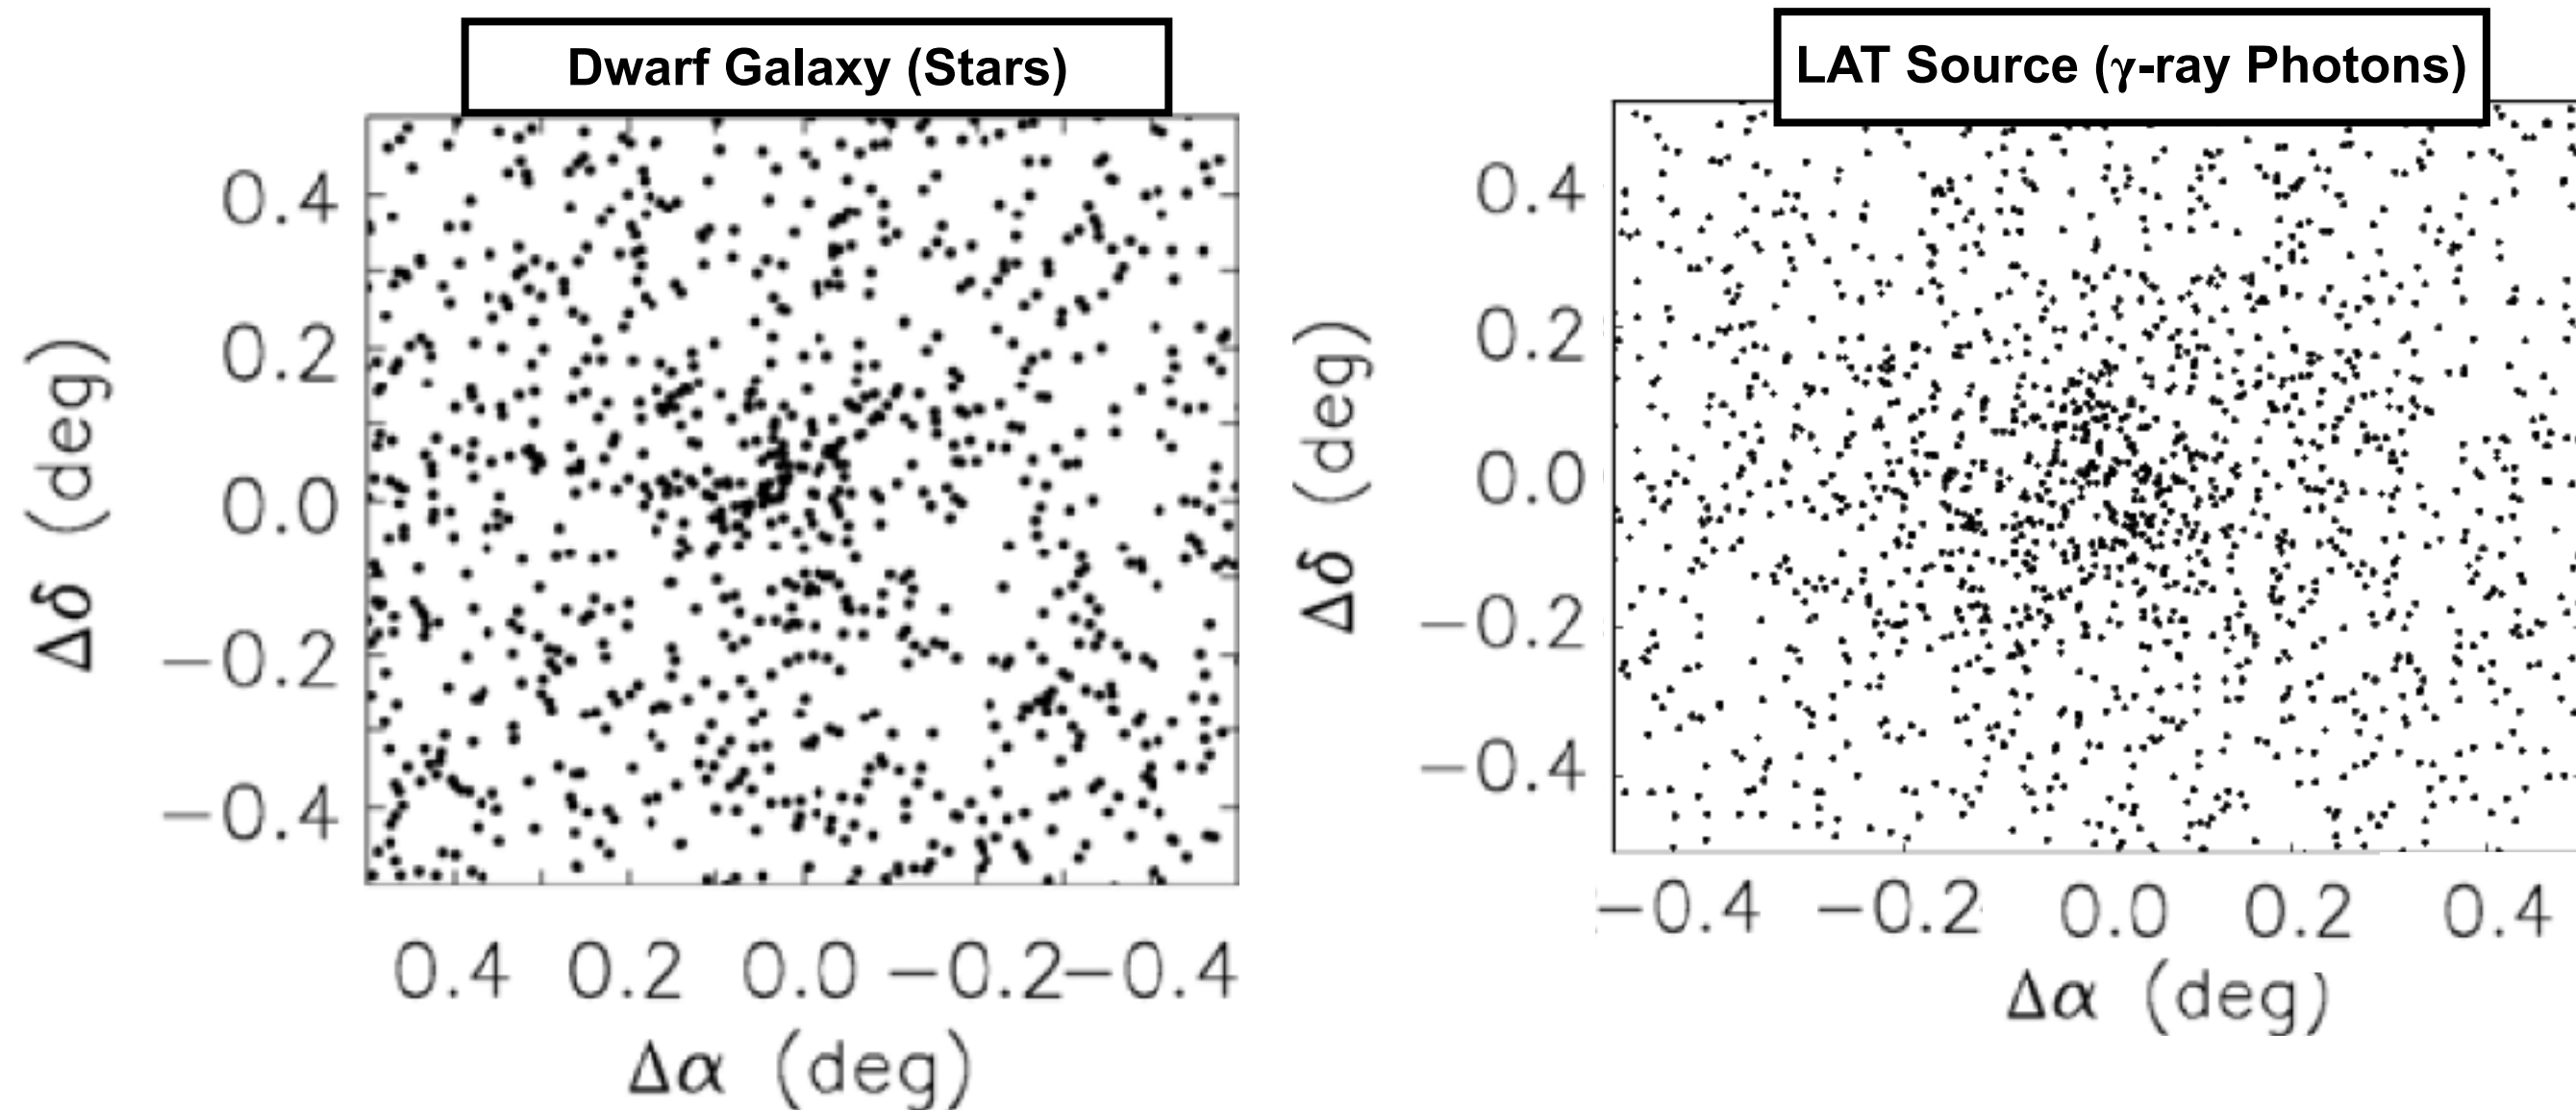 Dwarf Galaxy (Stars)
0.4
0.2
0.0
−0.2
−0.4
Δδ (deg)
0.4 0.2 0.0 −0.2 −0.4
Δα (deg)
LAT Source (γ-ray Photons)
0.4
0.2
0.0
−0.2
−0.4
Δδ (deg)
−0.4 −0.2 0.0 0.2 0.4
Δα (deg)